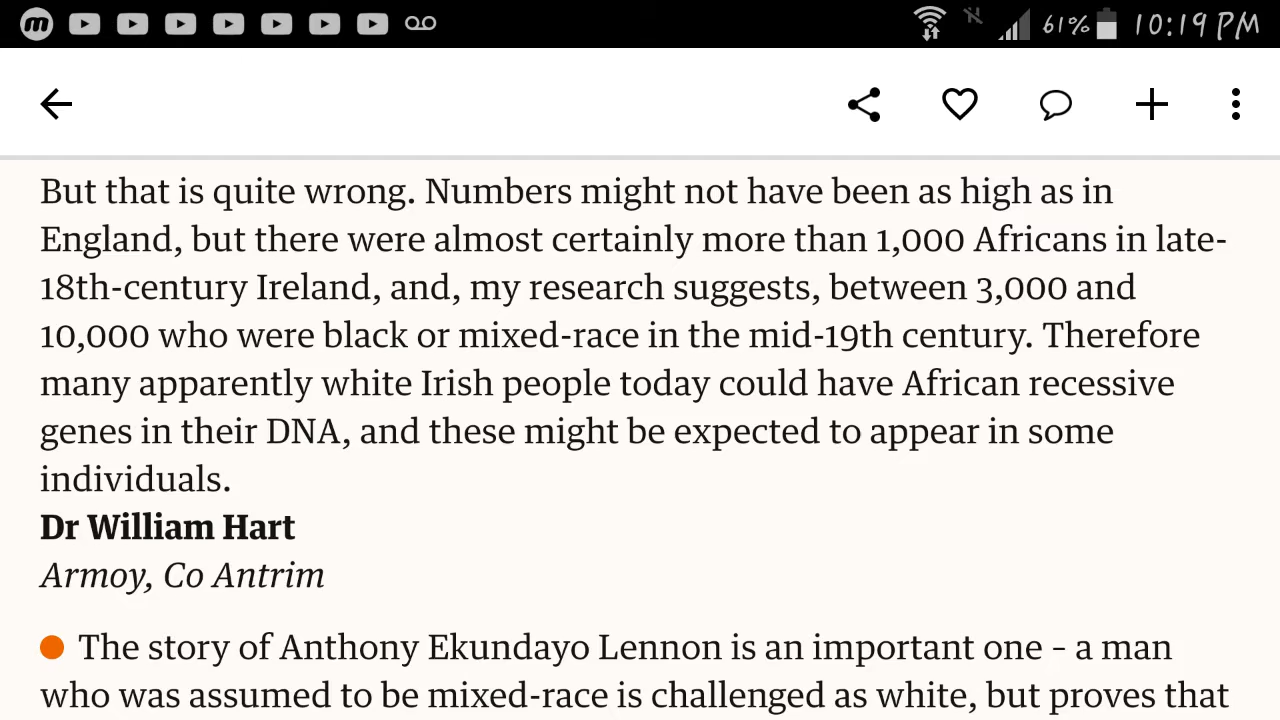 61% 10:19 PM
But that is quite wrong. Numbers might not have been as high as in
England, but there were almost certainly more than 1,000 Africans in late-
18th-century Ireland, and, my research suggests, between 3,000 and
10,000 who were black or mixed-race in the mid-19th century. Therefore
many apparently white Irish people today could have African recessive
genes in their DNA, and these might be expected to appear in some
individuals.
Dr William Hart
Armoy, Co Antrim
● The story of Anthony Ekundayo Lennon is an important one – a man
who was assumed to be mixed-race is challenged as white, but proves that